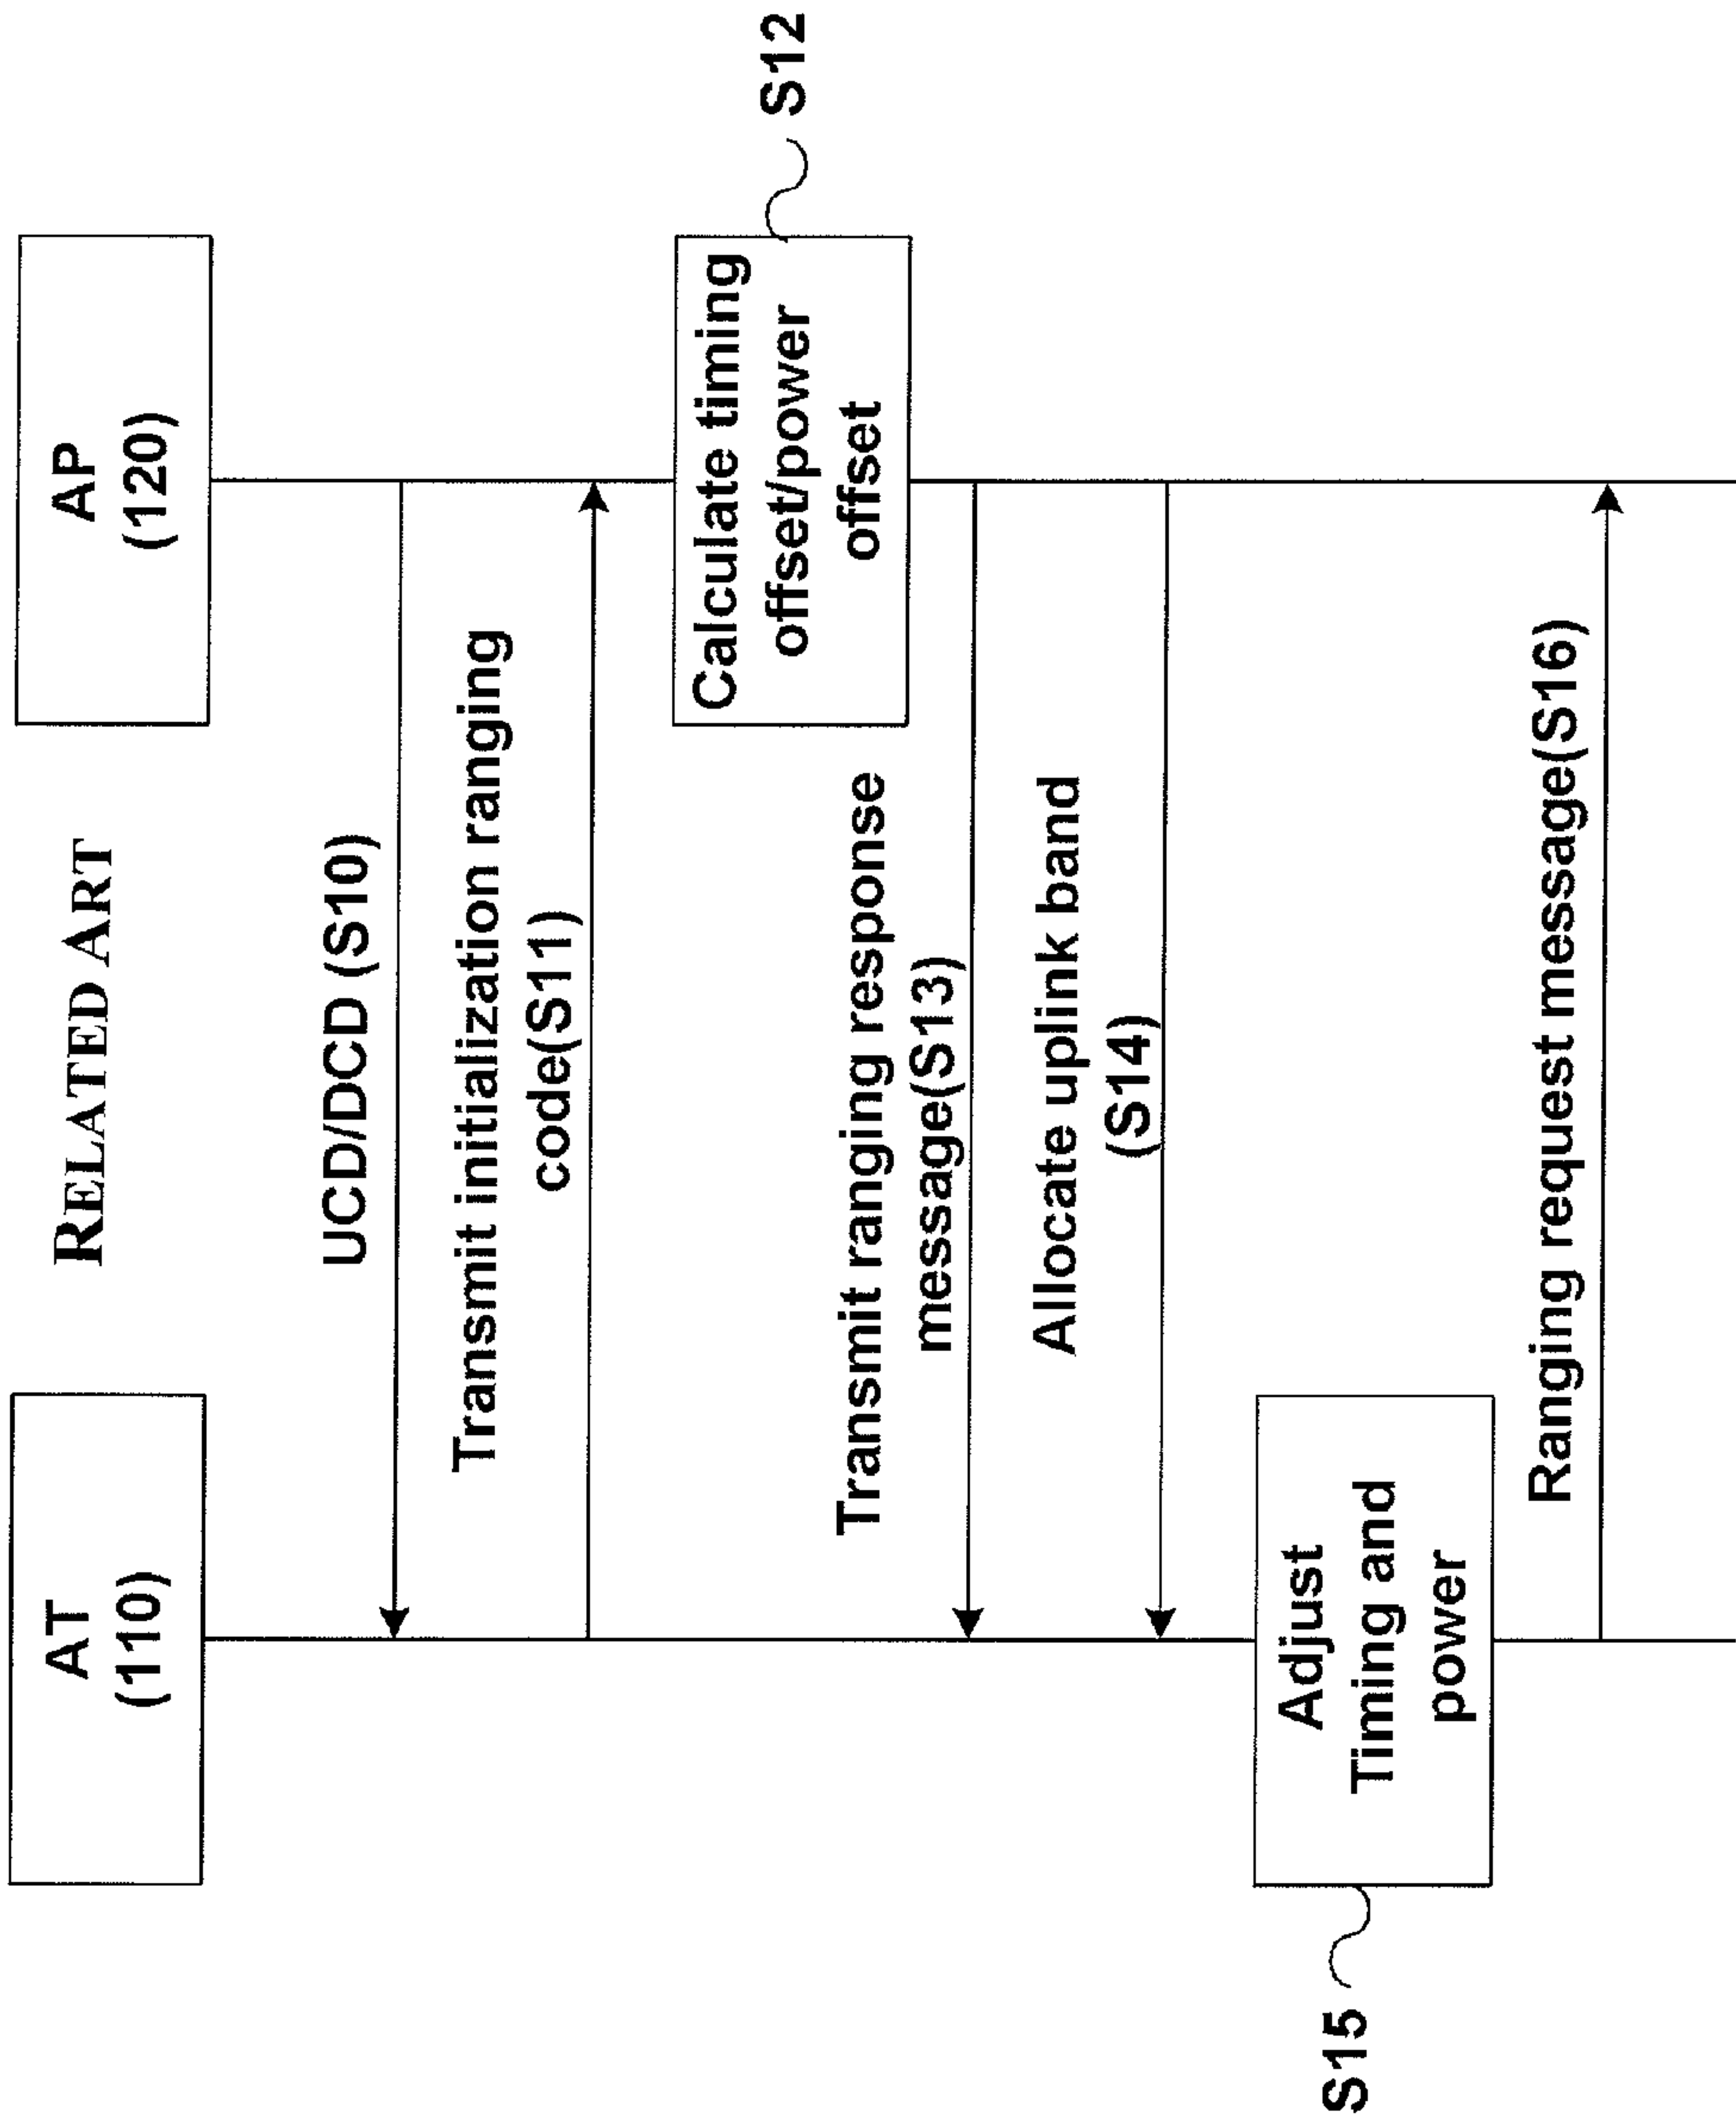 RELATED ART
AT
(110)
AP
(120)
UCD/DCD (S10)
Transmit initialization ranging
code(S11)
Calculate timing
offset/power
offset
S12
Transmit ranging response
message(S13)
Allocate uplink band
(S14)
Adjust
Timing and
power
S15
Ranging request message(S16)